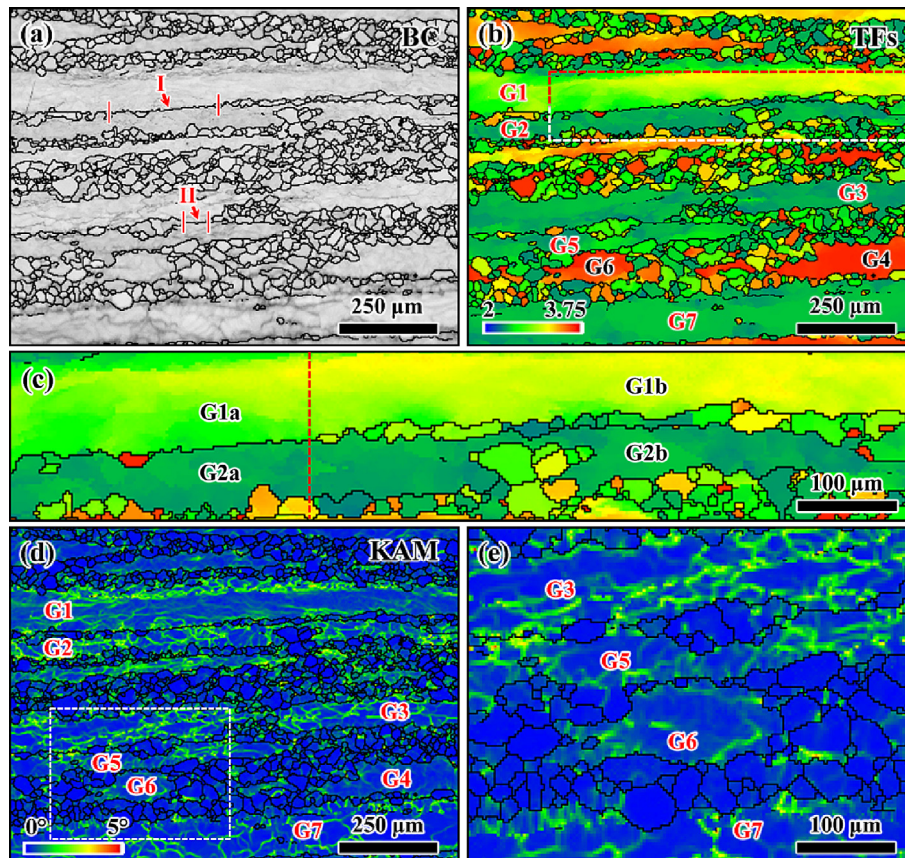 (a)
BC
I
II
250 μm
(b)
TFs
G1
G2
G3
G5
G6
G4
2
3.75
G7
250 μm
(c)
G1a
G1b
G2a
G2b
100 μm
(d)
KAM
G1
G2
G3
G5
G6
G4
0°
5°
G7
250 μm
(e)
G3
G5
G6
G7
100 μm